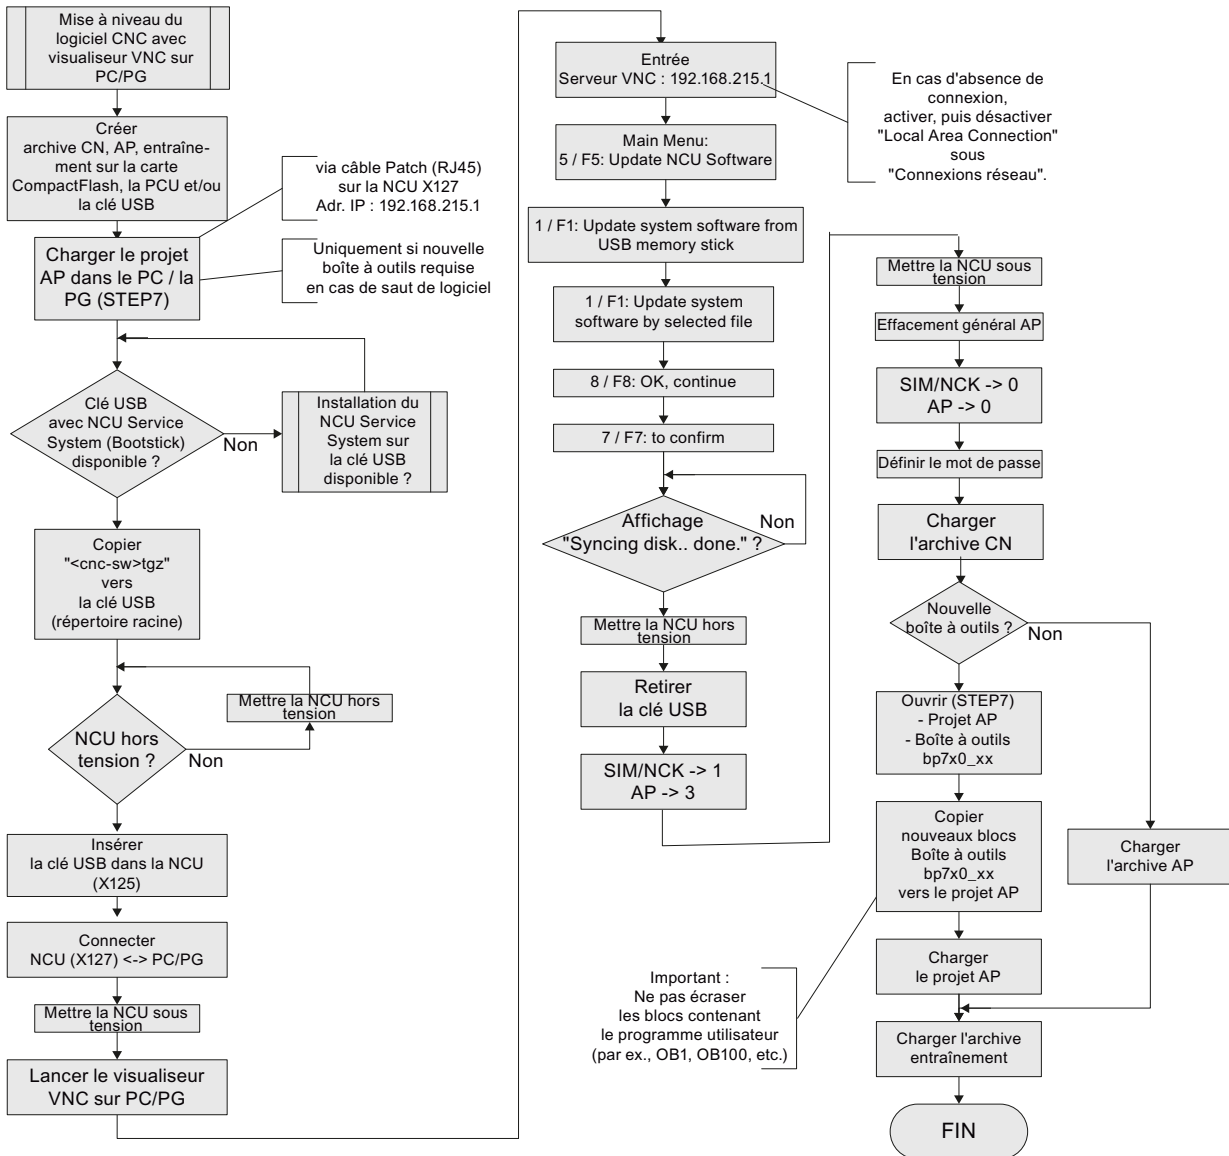 Mise à niveau du
logiciel CNC avec
visualiseur VNC sur
PC/PG
Créer
archive CN, AP, entraîne-
ment sur la carte
CompactFlash, la PCU et/ou
la clé USB
via câble Patch (RJ45)
sur la NCU X127
Adr. IP : 192.168.215.1
Charger le projet
AP dans le PC / la
PG (STEP7)
Uniquement si nouvelle
boîte à outils requise
en cas de saut de logiciel
Clé USB
avec NCU Service
System (Bootstick)
disponible ?
Non
Installation du
NCU Service
System sur
la clé USB
disponible ?
Copier
"<cnc-sw>tgz"
vers
la clé USB
(répertoire racine)
Mettre la NCU hors
tension
NCU hors
tension ?
Non
Insérer
la clé USB dans la NCU
(X125)
Connecter
NCU (X127) <-> PC/PG
Mettre la NCU sous
tension
Lancer le visualiseur
VNC sur PC/PG
Entrée
Serveur VNC : 192.168.215.1
En cas d'absence de
connexion,
activer, puis désactiver
"Local Area Connection"
sous
"Connexions réseau".
Main Menu:
5 / F5: Update NCU Software
1 / F1: Update system software from
USB memory stick
1 / F1: Update system
software by selected file
8 / F8: OK, continue
7 / F7: to confirm
Affichage
"Syncing disk.. done." ?
Non
Mettre la NCU hors
tension
Retirer
la clé USB
SIM/NCK -> 1
AP -> 3
Mettre la NCU sous
tension
Effacement général AP
SIM/NCK -> 0
AP -> 0
Définir le mot de passe
Charger
l'archive CN
Nouvelle
boîte à outils ?
Non
Ouvrir (STEP7)
- Projet AP
- Boîte à outils
bp7x0_xx
Copier
nouveaux blocs
Boîte à outils
bp7x0_xx
vers le projet AP
Charger
l'archive AP
Important :
Ne pas écraser
les blocs contenant
le programme utilisateur
(par ex., OB1, OB100, etc.)
Charger
le projet AP
Charger l'archive
entraînement
FIN